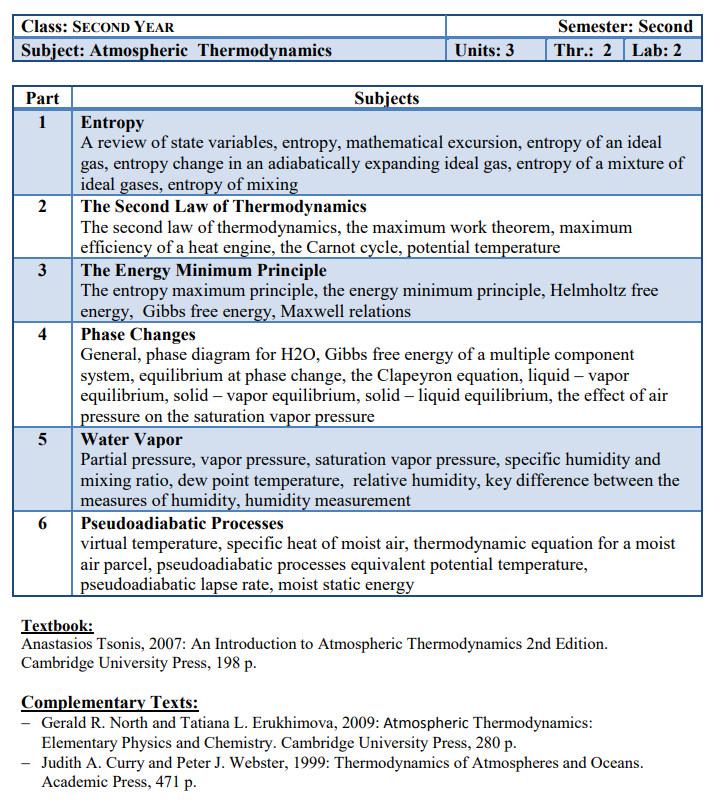 Class: SECOND YEAR Semester: Second
Subject: Atmospheric Thermodynamics Units: 3 Thr.: 2 Lab: 2
Part Subjects
1 Entropy
A review of state variables, entropy, mathematical excursion, entropy of an ideal
gas, entropy change in an adiabatically expanding ideal gas, entropy of a mixture of
ideal gases, entropy of mixing
2 The Second Law of Thermodynamics
The second law of thermodynamics, the maximum work theorem, maximum
efficiency of a heat engine, the Carnot cycle, potential temperature
3 The Energy Minimum Principle
The entropy maximum principle, the energy minimum principle, Helmholtz free
energy, Gibbs free energy, Maxwell relations
4 Phase Changes
General, phase diagram for H2O, Gibbs free energy of a multiple component
system, equilibrium at phase change, the Clapeyron equation, liquid – vapor
equilibrium, solid – vapor equilibrium, solid – liquid equilibrium, the effect of air
pressure on the saturation vapor pressure
5 Water Vapor
Partial pressure, vapor pressure, saturation vapor pressure, specific humidity and
mixing ratio, dew point temperature, relative humidity, key difference between the
measures of humidity, humidity measurement
6 Pseudoadiabatic Processes
virtual temperature, specific heat of moist air, thermodynamic equation for a moist
air parcel, pseudoadiabatic processes equivalent potential temperature,
pseudoadiabatic lapse rate, moist static energy
Textbook:
Anastasios Tsonis, 2007: An Introduction to Atmospheric Thermodynamics 2nd Edition.
Cambridge University Press, 198 p.
Complementary Texts:
– Gerald R. North and Tatiana L. Erukhimova, 2009: Atmospheric Thermodynamics:
Elementary Physics and Chemistry. Cambridge University Press, 280 p.
– Judith A. Curry and Peter J. Webster, 1999: Thermodynamics of Atmospheres and Oceans.
Academic Press, 471 p.